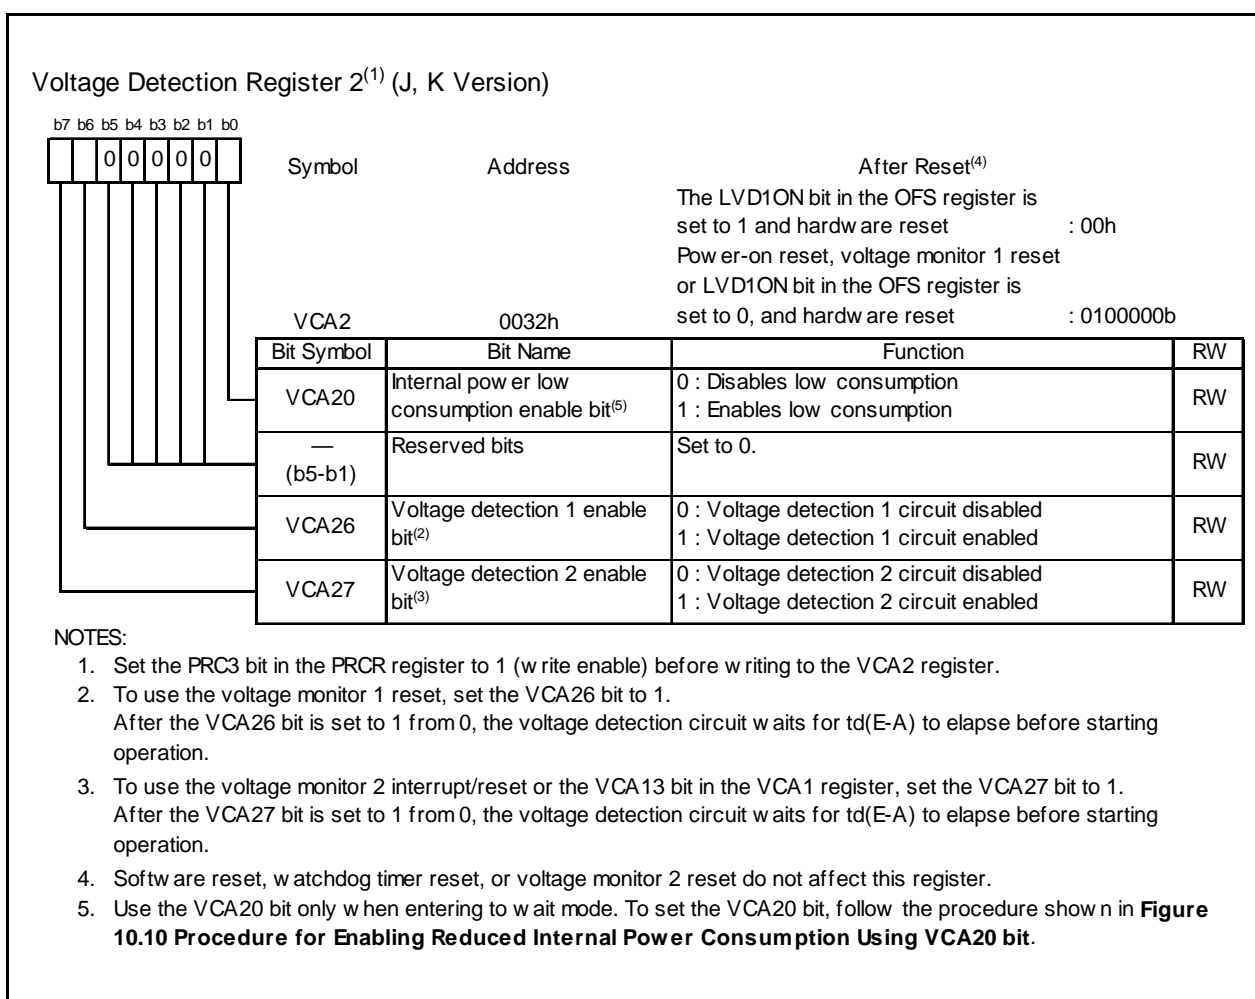 Voltage Detection Register 2(1) (J, K Version)
b7 b6 b5 b4 b3 b2 b1 b0
0 0 0 0 0
Symbol Address After Reset(4)
The LVD1ON bit in the OFS register is
set to 1 and hardware reset : 00h
Power-on reset, voltage monitor 1 reset
or LVD1ON bit in the OFS register is
VCA2 0032h set to 0, and hardware reset : 0100000b
Bit Symbol Bit Name Function RW
VCA20 Internal power low consumption enable bit(5) 0 : Disables low consumption
1 : Enables low consumption RW
— (b5-b1) Reserved bits Set to 0. RW
VCA26 Voltage detection 1 enable bit(2) 0 : Voltage detection 1 circuit disabled
1 : Voltage detection 1 circuit enabled RW
VCA27 Voltage detection 2 enable bit(3) 0 : Voltage detection 2 circuit disabled
1 : Voltage detection 2 circuit enabled RW
NOTES:
1. Set the PRC3 bit in the PRCR register to 1 (write enable) before writing to the VCA2 register.
2. To use the voltage monitor 1 reset, set the VCA26 bit to 1.
After the VCA26 bit is set to 1 from 0, the voltage detection circuit waits for td(E-A) to elapse before starting
operation.
3. To use the voltage monitor 2 interrupt/reset or the VCA13 bit in the VCA1 register, set the VCA27 bit to 1.
After the VCA27 bit is set to 1 from 0, the voltage detection circuit waits for td(E-A) to elapse before starting
operation.
4. Software reset, watchdog timer reset, or voltage monitor 2 reset do not affect this register.
5. Use the VCA20 bit only when entering to wait mode. To set the VCA20 bit, follow the procedure shown in Figure
10.10 Procedure for Enabling Reduced Internal Power Consumption Using VCA20 bit.